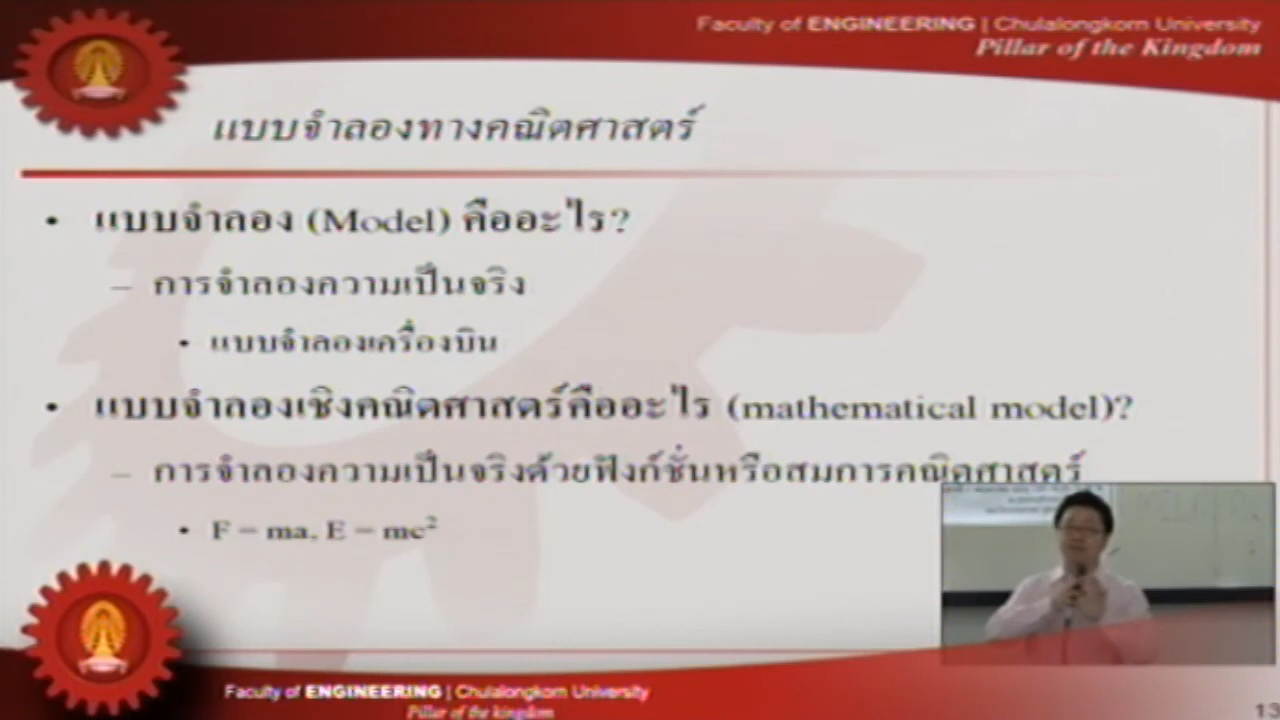 Faculty of ENGINEERING | Chulalongkorn University
Pillar of the Kingdom
แบบจำลองทางคณิตศาสตร์
• แบบจำลอง (Model) คืออะไร?
– การจำลองความเป็นจริง
• แบบจำลองเครื่องบิน
• แบบจำลองเชิงคณิตศาสตร์คืออะไร (mathematical model)?
– การจำลองความเป็นจริงด้วยฟังก์ชั่นหรือสมการคณิตศาสตร์
• F = ma, E = mc²
Faculty of ENGINEERING | Chulalongkorn University
Pillar of the kingdom
13